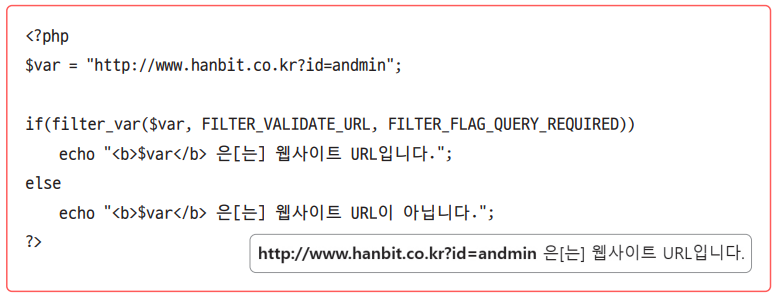 <?php
$var = "http://www.hanbit.co.kr?id=andmin";
if(filter_var($var, FILTER_VALIDATE_URL, FILTER_FLAG_QUERY_REQUIRED))
echo "<b>$var</b> 은[는] 웹사이트 URL입니다.";
else
echo "<b>$var</b> 은[는] 웹사이트 URL이 아닙니다.";
?>
http://www.hanbit.co.kr?id=andmin 은[는] 웹사이트 URL입니다.